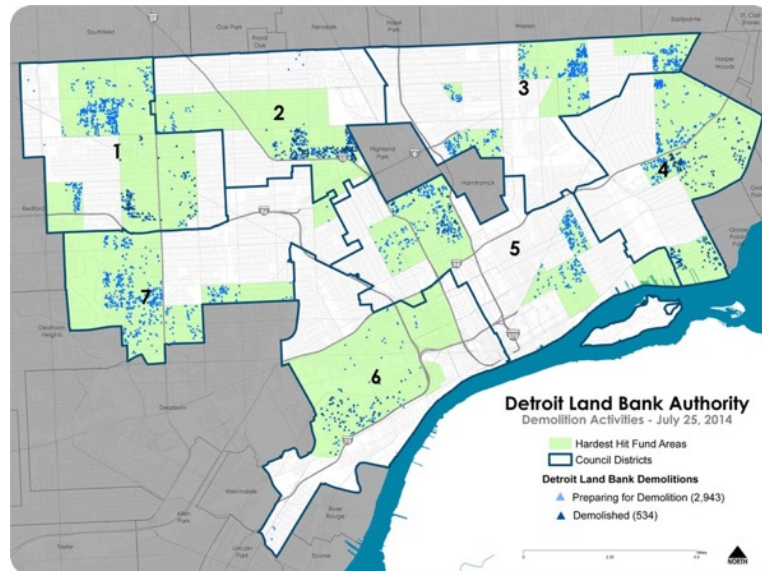 Southfield
Oak Park
Ferndale
Hazel
Park
Warren
Eastpointe
St. Clair
Shores
Royal
Oak
Harper
Woods
3
2
1
4
Highland
Park
Hamtramck
Redford
Grosse
Pointe
Park
5
7
Dearborn
Heights
6
Dearborn
Detroit Land Bank Authority
Demolition Activities - July 25, 2014
Hardest Hit Fund Areas
Council Districts
Detroit Land Bank Demolitions
Preparing for Demolition (2,943)
Demolished (534)
Melvindale
River
Rouge
Allen
Park
Taylor
Lincoln
Park
Ecorse
Miles
NORTH